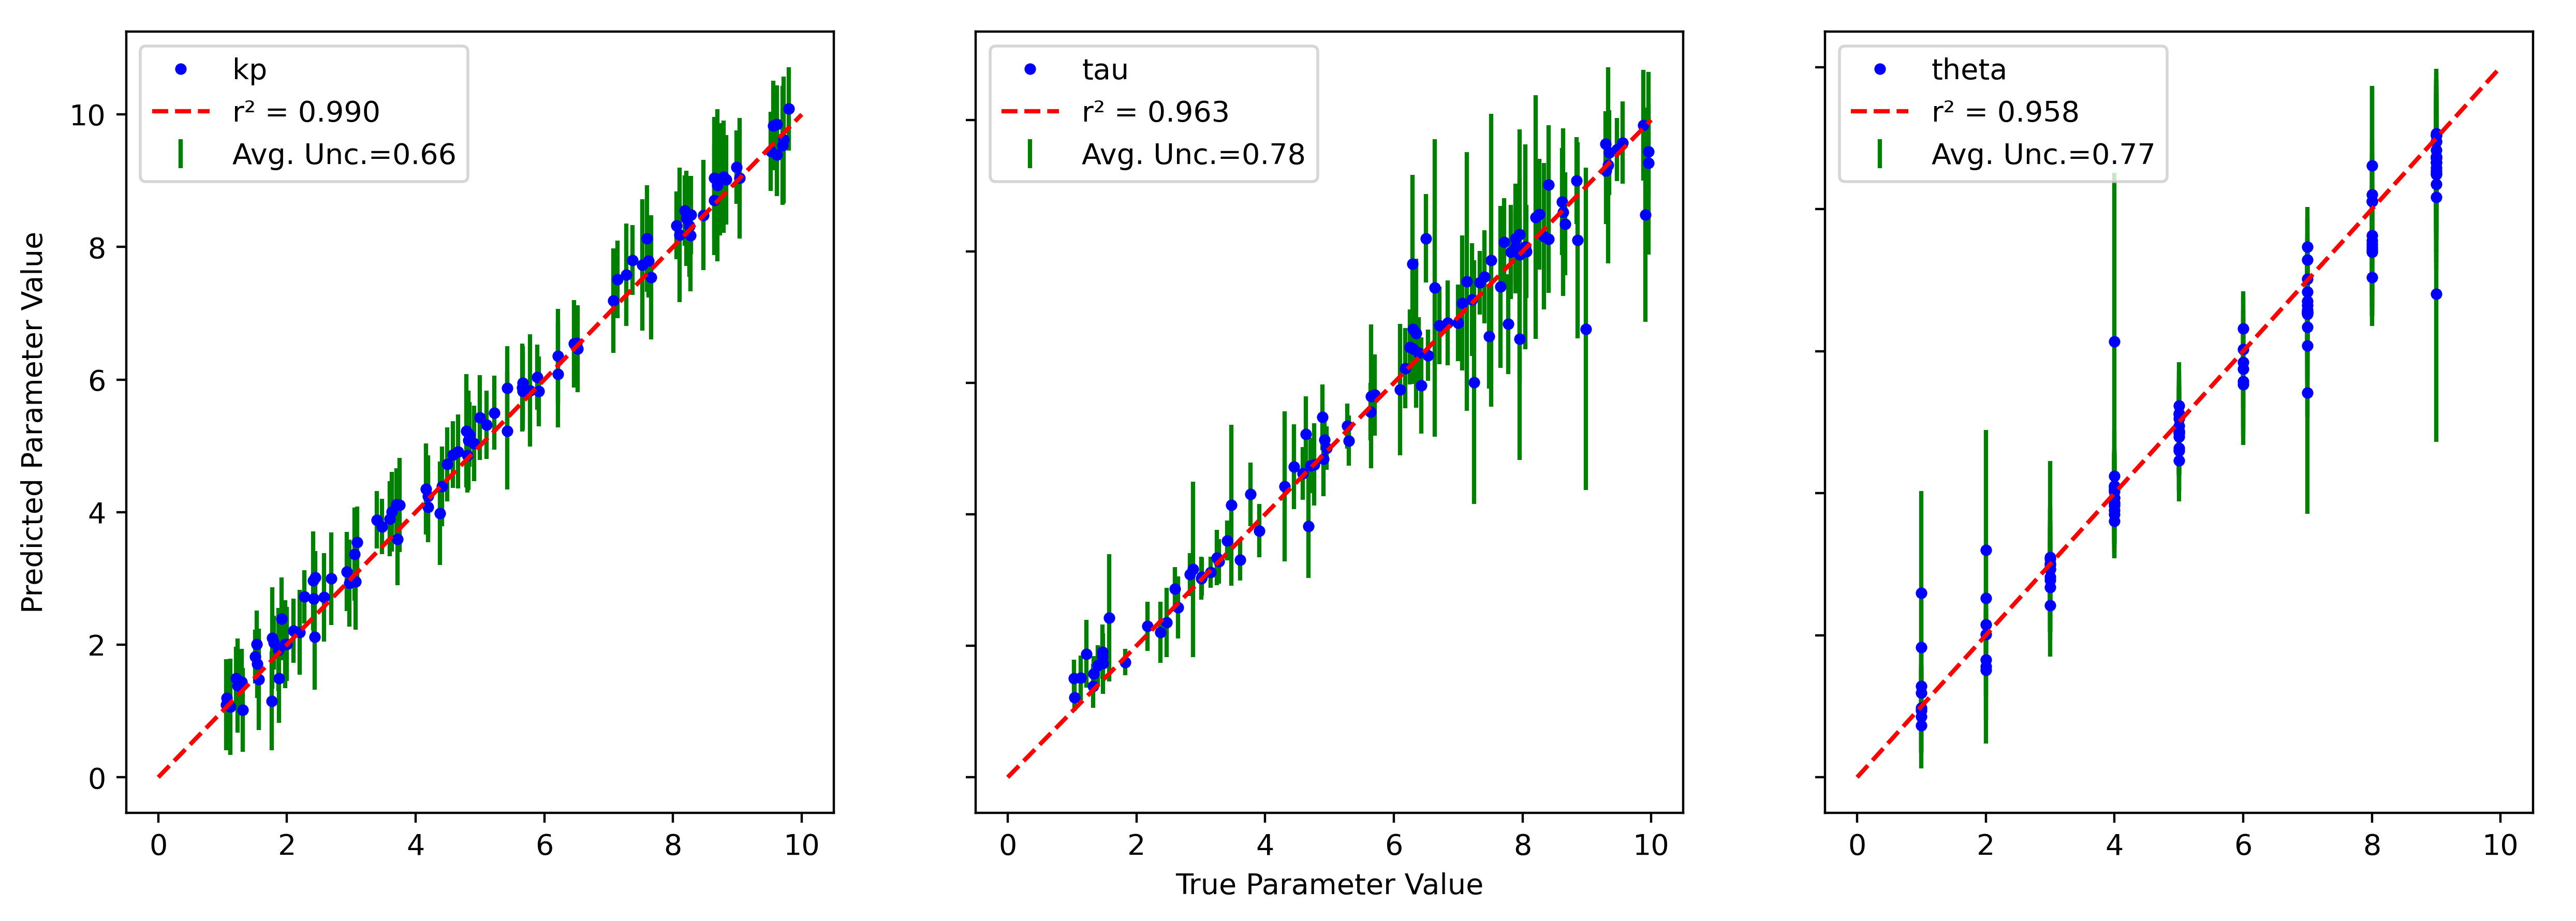 kp
r² = 0.990
Avg. Unc.=0.66
tau
r² = 0.963
Avg. Unc.=0.78
theta
r² = 0.958
Avg. Unc.=0.77
Predicted Parameter Value
10
8
6
4
2
0
0 2 4 6 8 10
0 2 4 6 8 10
0 2 4 6 8 10
True Parameter Value